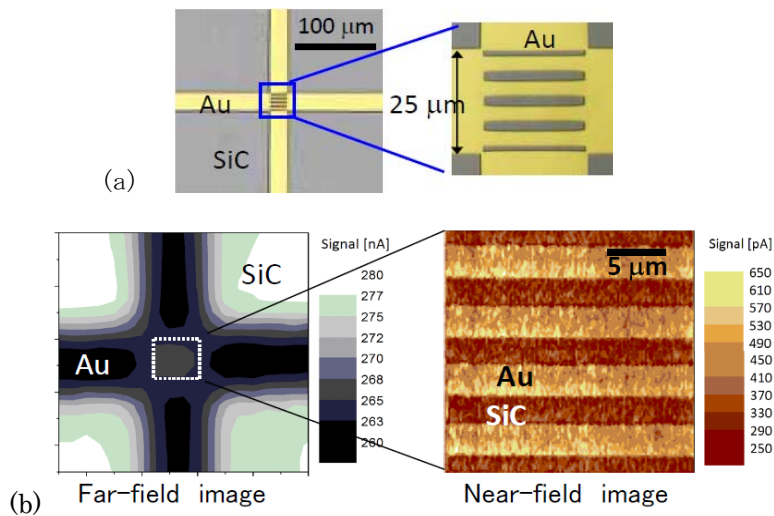 100 μm
Au
Au
25 μm
SiC
(a)
Signal [nA]
280
277
275
272
270
268
265
263
260
SiC
Au
5 μm
Au
SiC
Signal [pA]
650
610
570
530
490
450
410
370
330
290
250
(b)
Far-field image
Near-field image